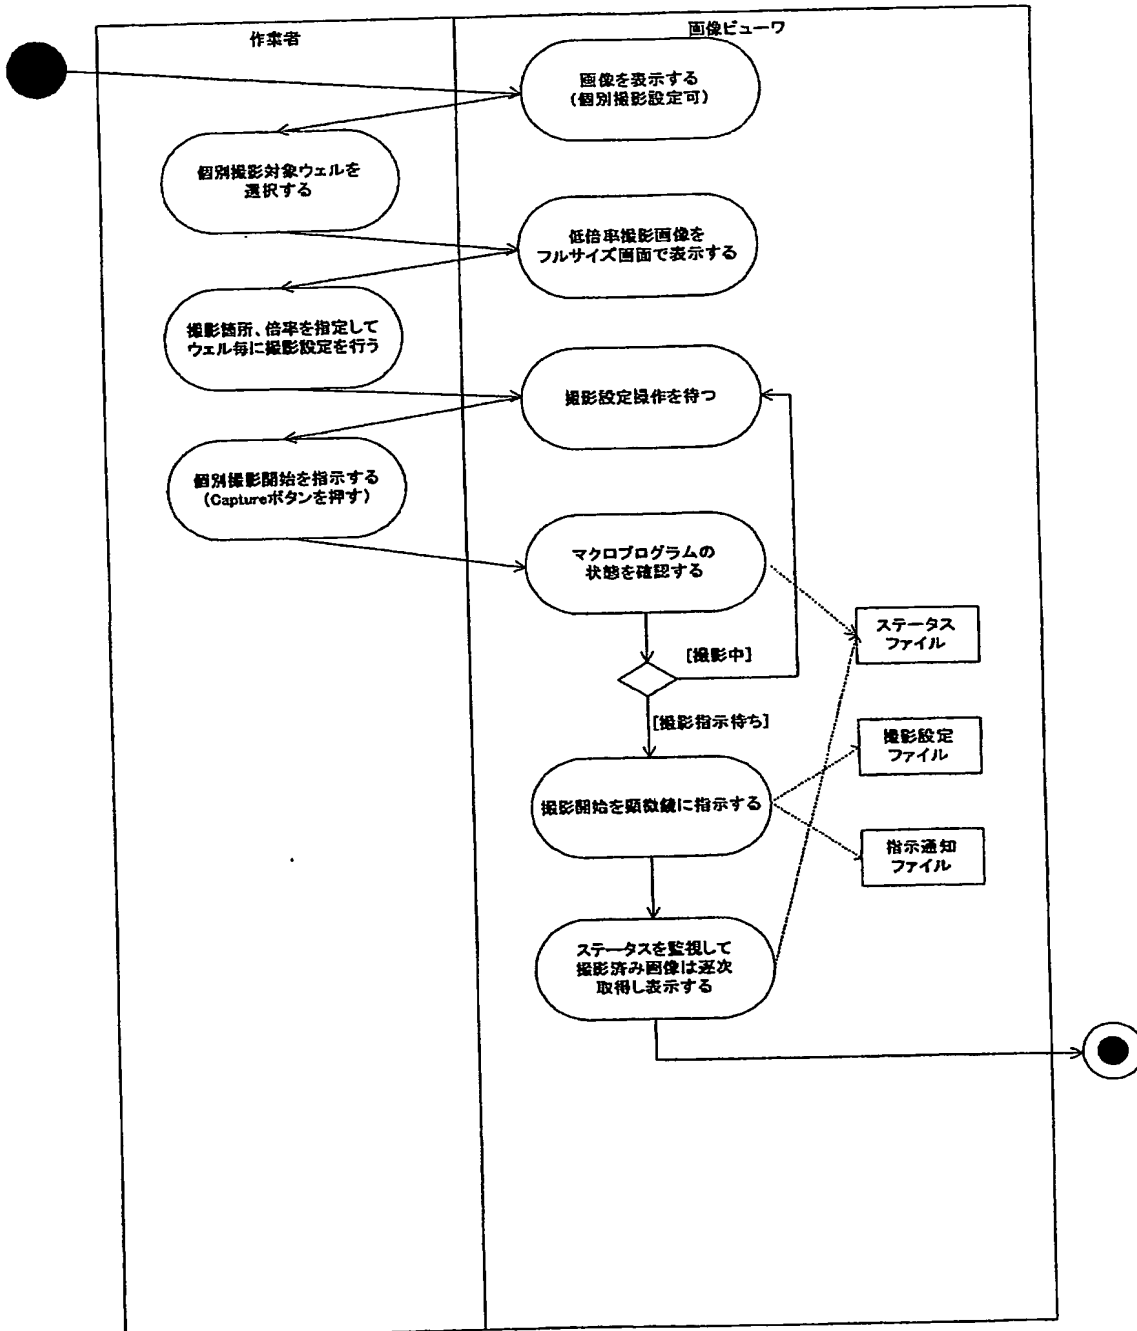 作業者
画像ビューワ
画像を表示する
(個別撮影設定可)
個別撮影対象ウェルを
選択する
低倍率撮影画像を
フルサイズ画面で表示する
撮影箇所、倍率を指定して
ウェル毎に撮影設定を行う
撮影設定操作を待つ
個別撮影開始を指示する
(Captureボタンを押す)
マクロプログラムの
状態を確認する
ステータス
ファイル
[撮影中]
[撮影指示待ち]
撮影設定
ファイル
撮影開始を顕微鏡に指示する
指示通知
ファイル
ステータスを監視して
撮影済み画像は逐次
取得し表示する